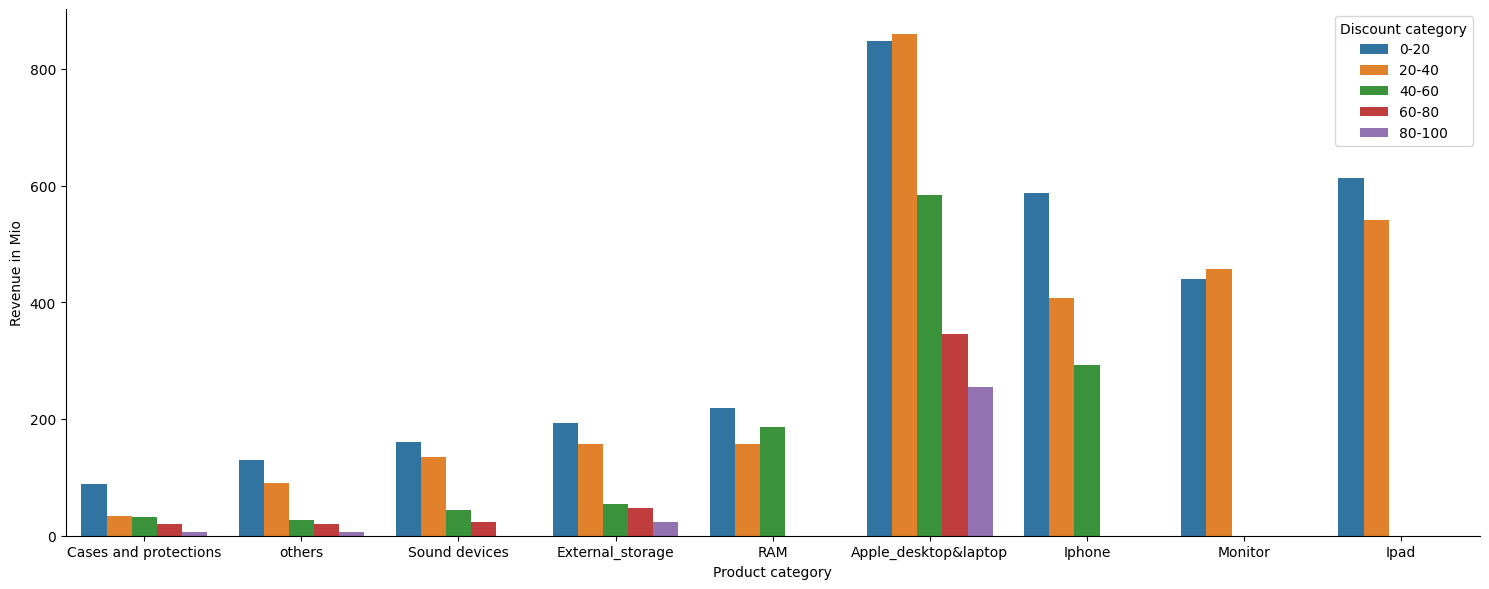 Discount category
0-20
20-40
40-60
60-80
80-100
Revenue in Mio
800
600
400
200
0
Cases and protections
others
Sound devices
External_storage
RAM
Apple_desktop&laptop
Iphone
Monitor
Ipad
Product category